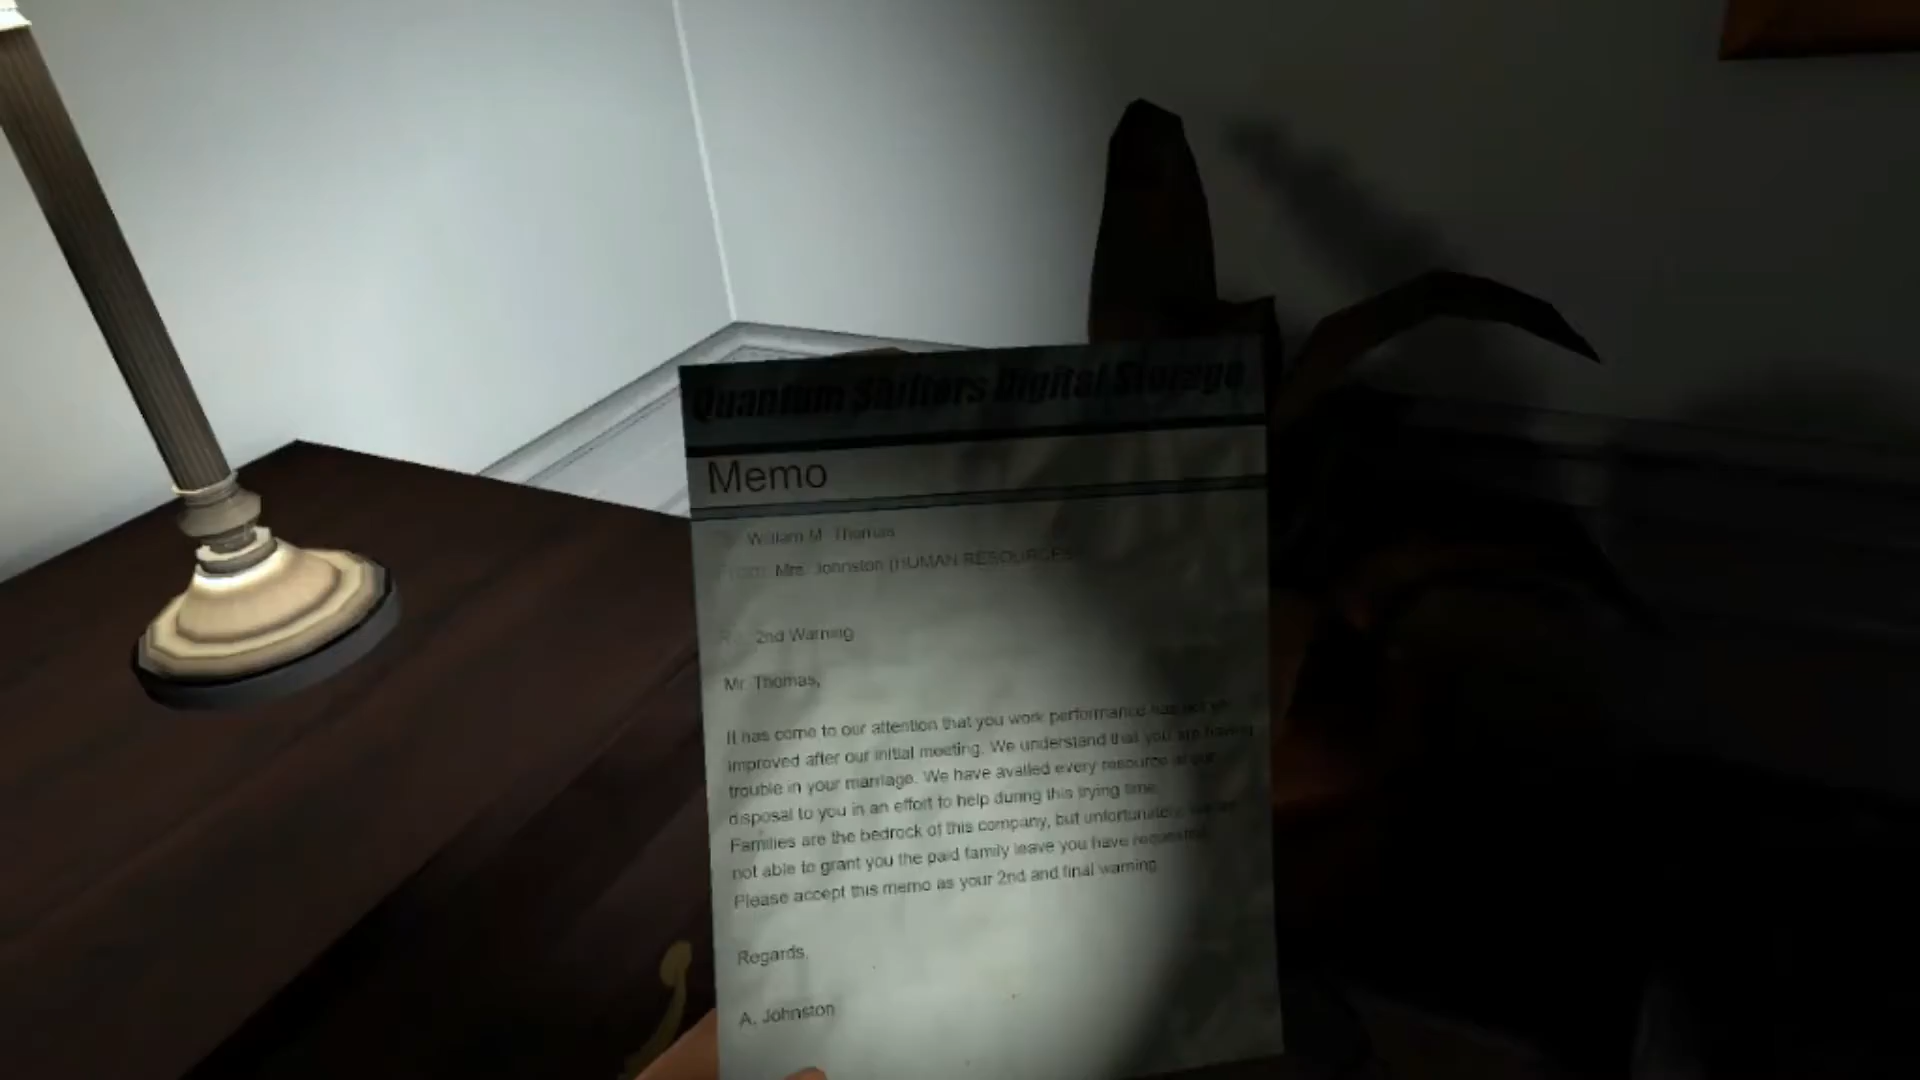 Quantum Shifters Digital Storage
Memo
William M. Thomas
From: Mrs. Johnston (HUMAN RESOURCES)
2nd Warning
Mr. Thomas,
It has come to our attention that you work performance has not
improved after our initial meeting. We understand that you are having
trouble in your marriage. We have availed every resource at our
disposal to you in an effort to help during this trying time.
Families are the bedrock of this company, but unfortunately
not able to grant you the paid family leave you have requested.
Please accept this memo as your 2nd and final warning.
Regards,
A. Johnston